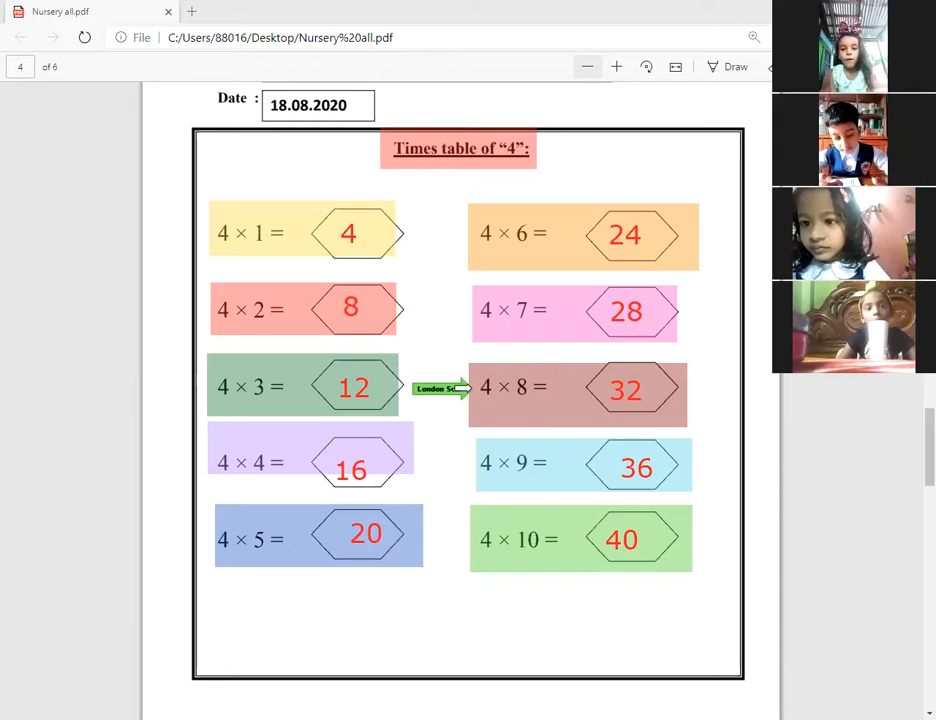 Nursery all.pdf
File C:/Users/88016/Desktop/Nursery%20all.pdf
4 of 6
Draw
Date : 18.08.2020
Times table of “4”:
4 × 1 = 4
4 × 2 = 8
4 × 3 = 12
4 × 4 = 16
4 × 5 = 20
London
4 × 6 = 24
4 × 7 = 28
4 × 8 = 32
4 × 9 = 36
4 × 10 = 40